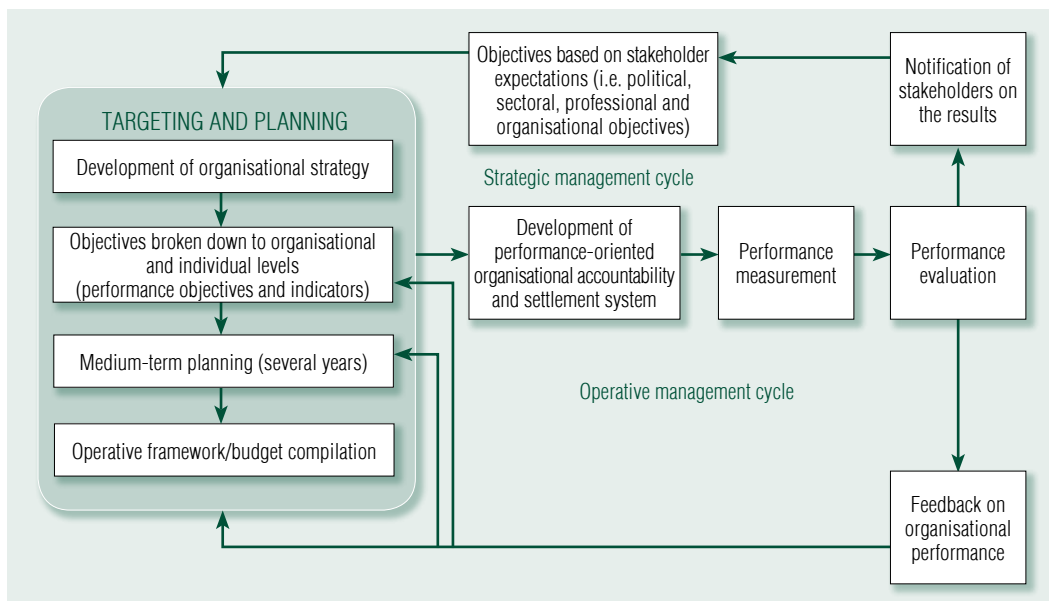 Objectives based on stakeholder
expectations (i.e. political,
sectoral, professional and
organisational objectives)
Notification of
stakeholders on
the results
TARGETING AND PLANNING
Development of organisational strategy
Objectives broken down to organisational
and individual levels
(performance objectives and indicators)
Medium-term planning (several years)
Operative framework/budget compilation
Strategic management cycle
Development of
performance-oriented
organisational accountability
and settlement system
Performance
measurement
Performance
evaluation
Operative management cycle
Feedback on
organisational
performance